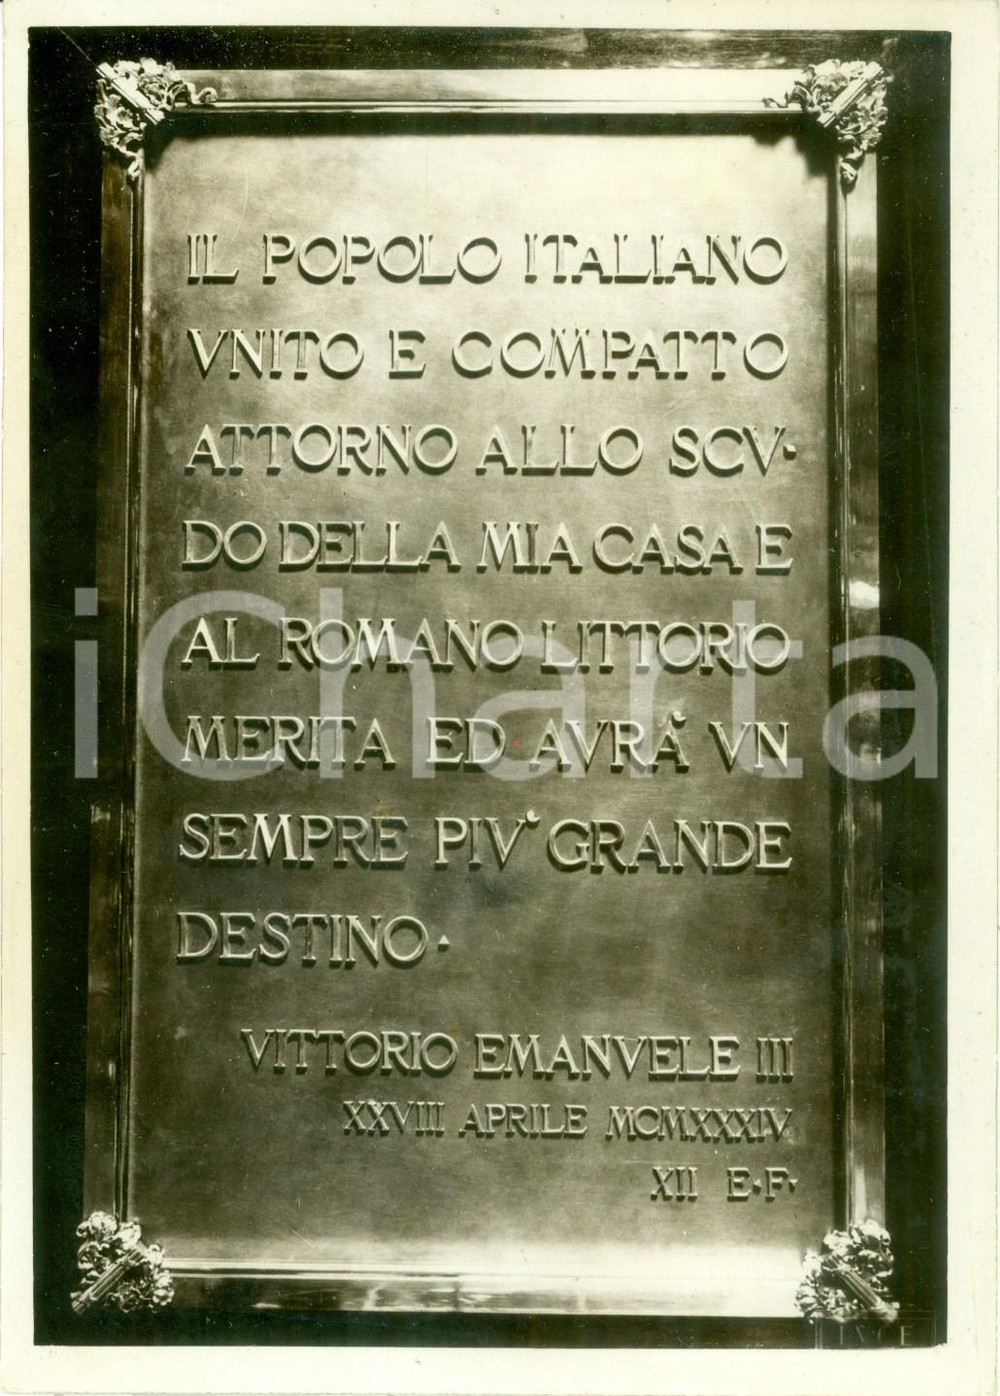 IL POPOLO ITALIANO
VNITO E COMPATTO
ATTORNO ALLO SCV·
DO DELLA MIA CASA E
AL ROMANO LITTORIO
MERITA ED AVRÀ VN
SEMPRE PIV̀ GRANDE
DESTINO·
VITTORIO EMANVELE III
XXVIII APRILE MCMXXXIV
XII E·F·
LVCE
iCharta